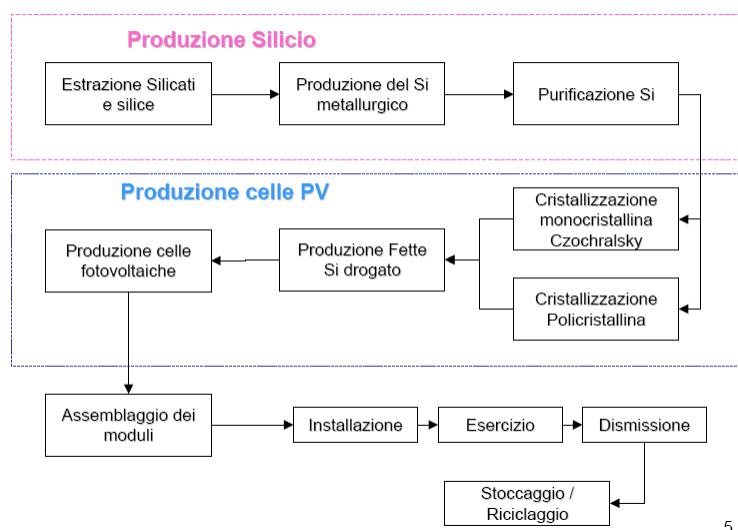 Produzione Silicio
Estrazione Silicati
e silice
Produzione del Si
metallurgico
Purificazione Si
Produzione celle PV
Cristallizzazione
monocristallina
Czochralsky
Produzione celle
fotovoltaiche
Produzione Fette
Si drogato
Cristallizzazione
Policristallina
Assemblaggio dei
moduli
Installazione
Esercizio
Dismissione
Stoccaggio /
Riciclaggio
5